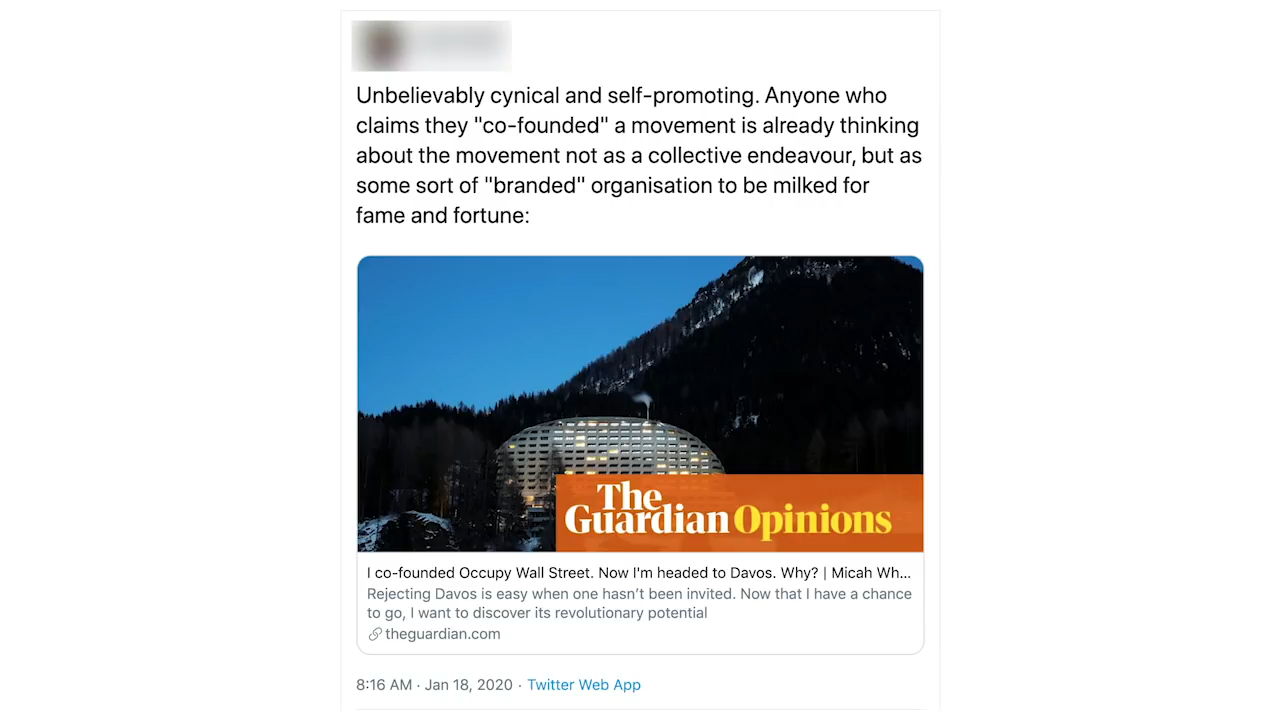 Unbelievably cynical and self-promoting. Anyone who
claims they "co-founded" a movement is already thinking
about the movement not as a collective endeavour, but as
some sort of "branded" organisation to be milked for
fame and fortune:
The
Guardian Opinions
I co-founded Occupy Wall Street. Now I'm headed to Davos. Why? | Micah Wh...
Rejecting Davos is easy when one hasn’t been invited. Now that I have a chance
to go, I want to discover its revolutionary potential
theguardian.com
8:16 AM · Jan 18, 2020 · Twitter Web App